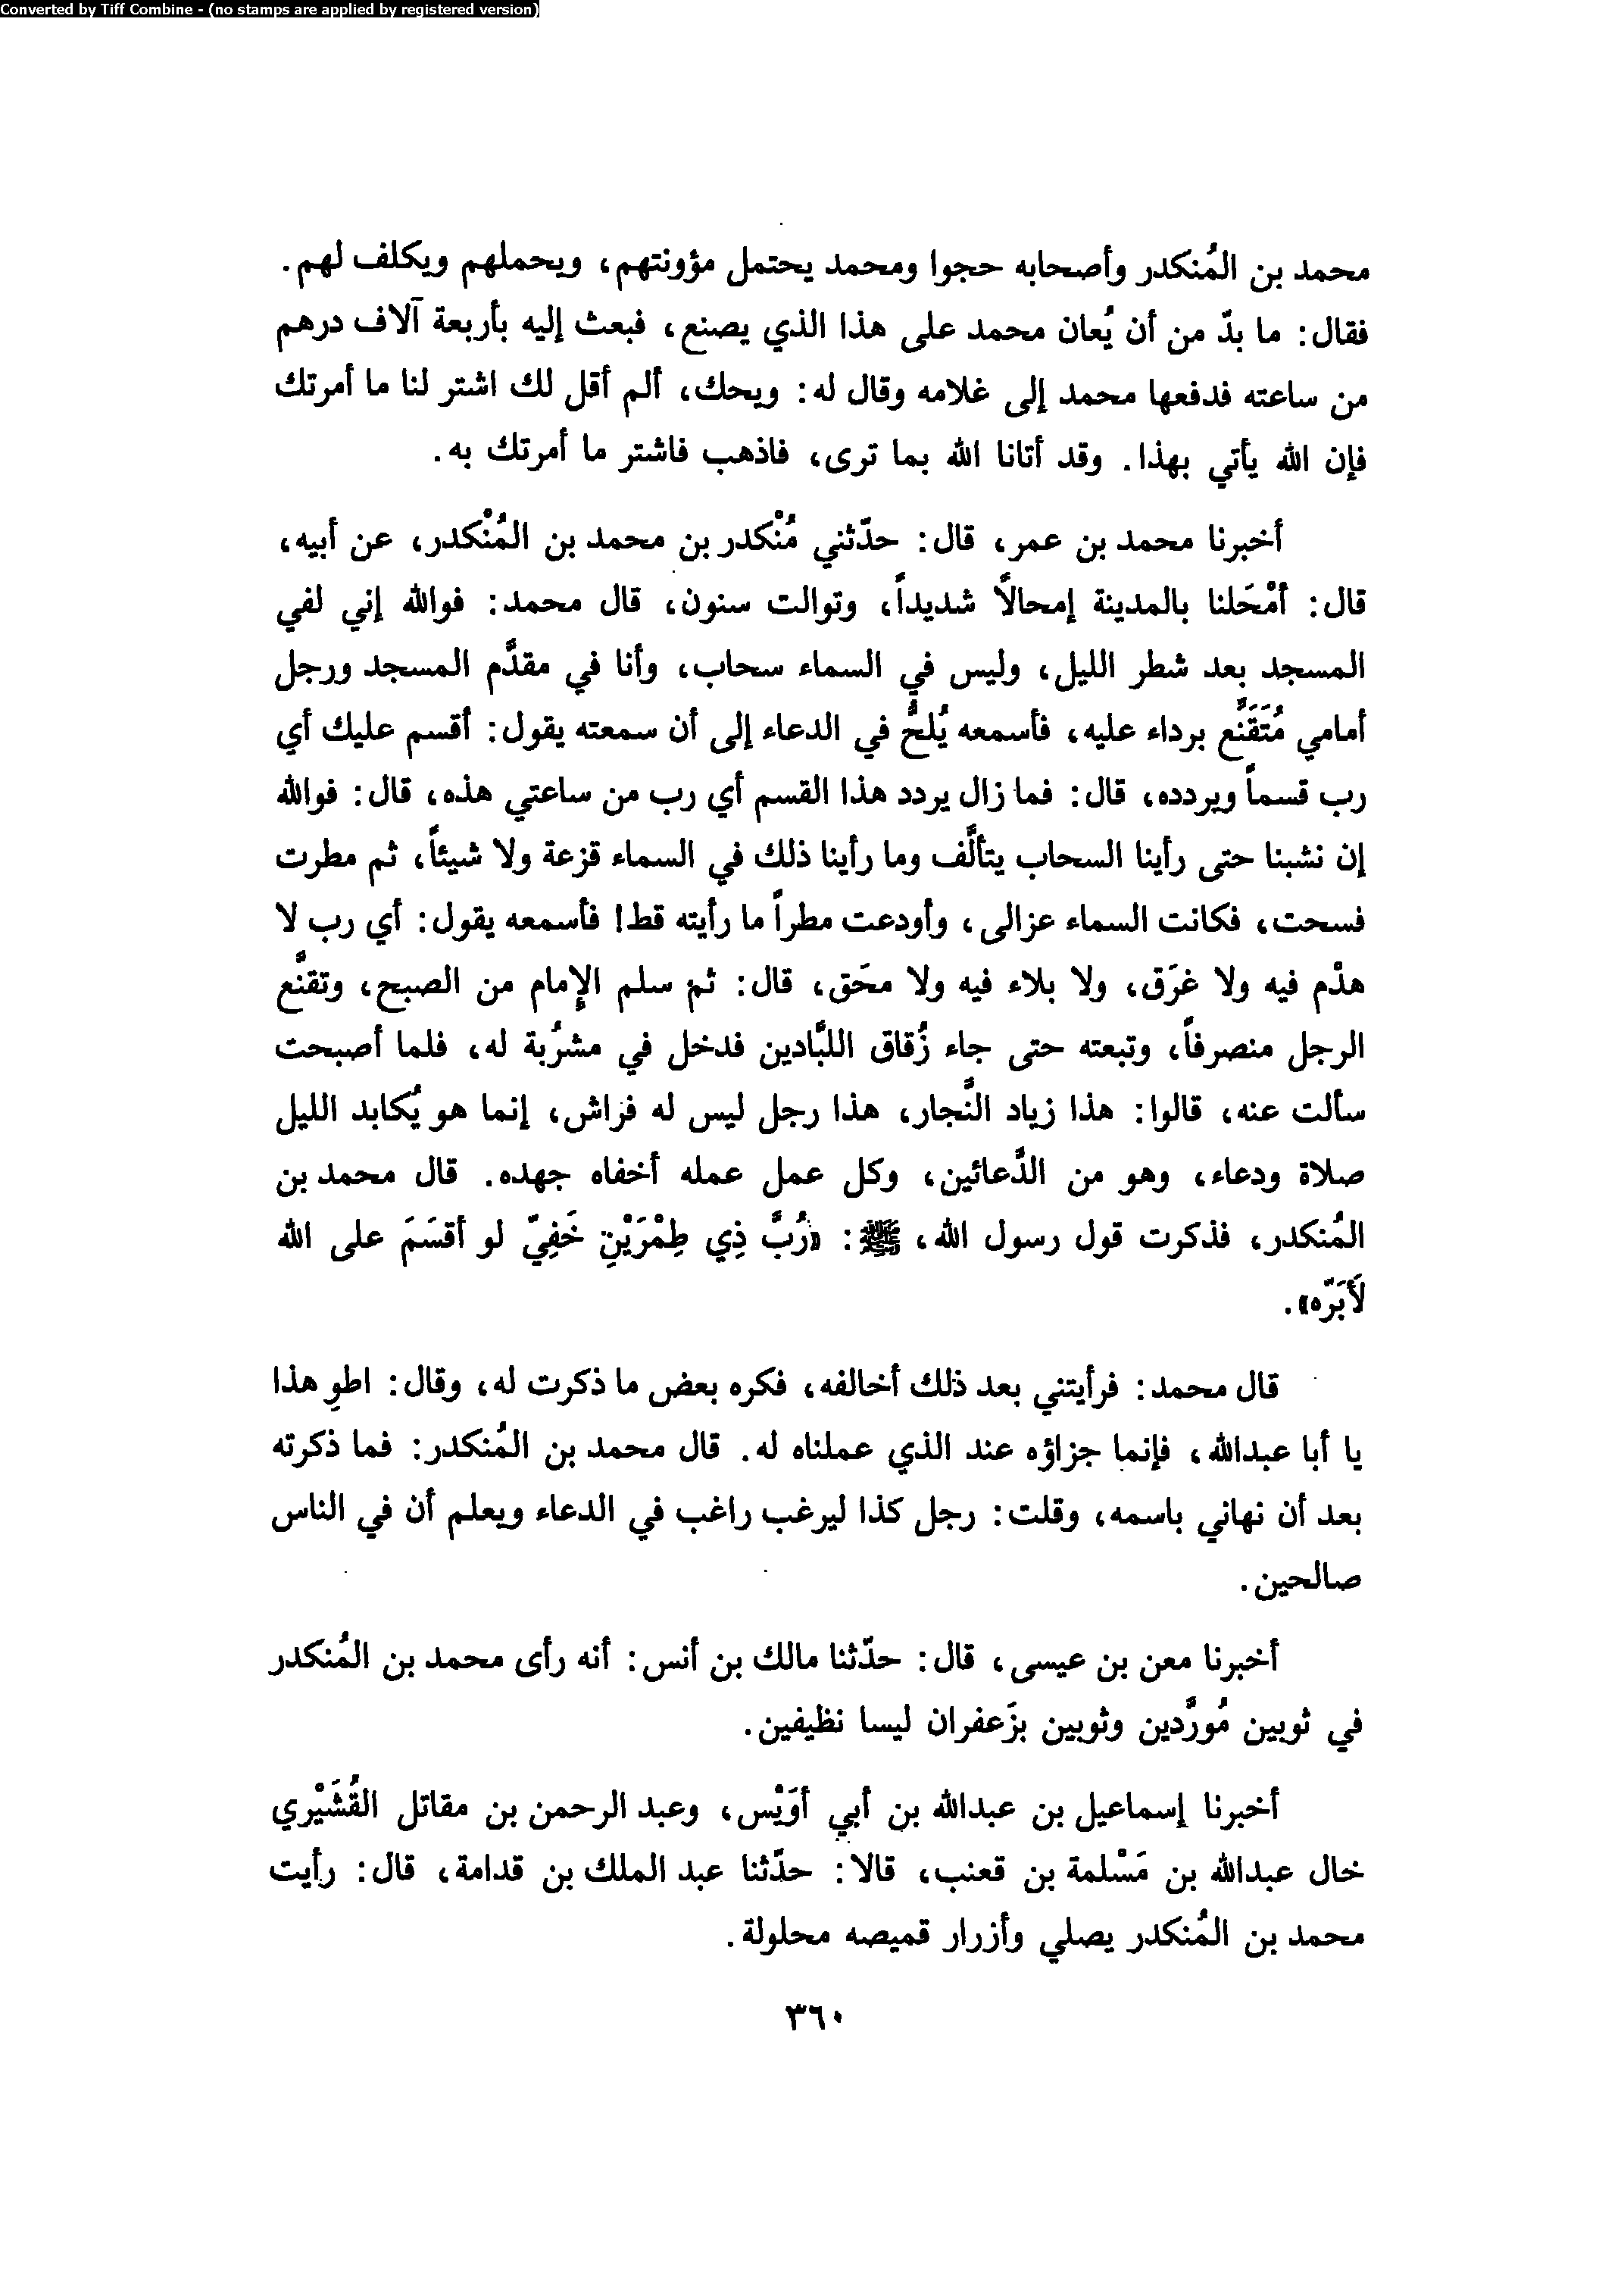 Converted by Tiff Combine - (no stamps are applied by registered version)
محمد بن المُنكدر وأصحابه حجوا ومحمد يحتمل مؤونتهم، ويحملهم ويكلف لهم.
فقال: ما بدّ من أن يُعان محمد على هذا الذي يصنع، فبعث إليه بأربعة آلاف درهم
من ساعته فدفعها محمد إلى غلامه وقال له: ويحك، ألم أقل لك اشتر لنا ما أمرتك
فإن الله يأتي بهذا. وقد أتانا الله بما ترى، فاذهب فاشتر ما أمرتك به.
أخبرنا محمد بن عمر، قال: حدّثني مُنْكدر بن محمد بن المُنْكدر، عن أبيه،
قال: أمْحَلنا بالمدينة إمحالاً شديداً، وتوالت سنون، قال محمد: فوالله إني لفي
المسجد بعد شطر الليل، وليس في السماء سحاب، وأنا في مقدَّم المسجد ورجل
أمامي مُتَقَنَّع برداء عليه، فأسمعه يُلحُّ في الدعاء إلى أن سمعته يقول: أقسم عليك أي
رب قسماً ويردده، قال: فما زال يردد هذا القسم أي رب من ساعتي هذه، قال: فوالله
إن نشبنا حتى رأينا السحاب يتألَّف وما رأينا ذلك في السماء قزعة ولا شيئاً، ثم مطرت
فسحت، فكانت السماء عزالى، وأودعت مطراً ما رأيته قط! فأسمعه يقول: أي رب لا
هدْم فيه ولا غرَق، ولا بلاء فيه ولا محَق، قال: ثم سلم الإمام من الصبح، وتقنَّع
الرجل منصرفاً، وتبعته حتى جاء زُقاق اللبَّادين فدخل في مشرُبة له، فلما أصبحت
سألت عنه، قالوا: هذا زياد النَّجار، هذا رجل ليس له فراش، إنما هو يُكابد الليل
صلاة ودعاء، وهو من الدَّعائين، وكل عمل عمله أخفاه جهده. قال محمد بن
المُنكدر، فذكرت قول رسول الله، ﷺ: «رُبَّ ذِي طِمْرَيْنِ خَفِيّ لو أقسَمَ على الله
لَأَبَرّه».
قال محمد: فرأيتني بعد ذلك أخالفه، فكره بعض ما ذكرت له، وقال: اطوِ هذا
يا أبا عبدالله، فإنما جزاؤه عند الذي عملناه له. قال محمد بن المُنكدر: فما ذكرته
بعد أن نهاني باسمه، وقلت: رجل كذا ليرغب راغب في الدعاء ويعلم أن في الناس
صالحين.
أخبرنا معن بن عيسى، قال: حدّثنا مالك بن أنس: أنه رأى محمد بن المُنكدر
في ثوبين مُورَّدين وثوبين بزَعفران ليسا نظيفين.
أخبرنا إسماعيل بن عبدالله بن أبي أوَيْس، وعبد الرحمن بن مقاتل القُشَيْري
خال عبدالله بن مَسْلمة بن قعنب، قالا: حدّثنا عبد الملك بن قدامة، قال: رأيت
محمد بن المُنكدر يصلي وأزرار قميصه محلولة.
٣٦٠